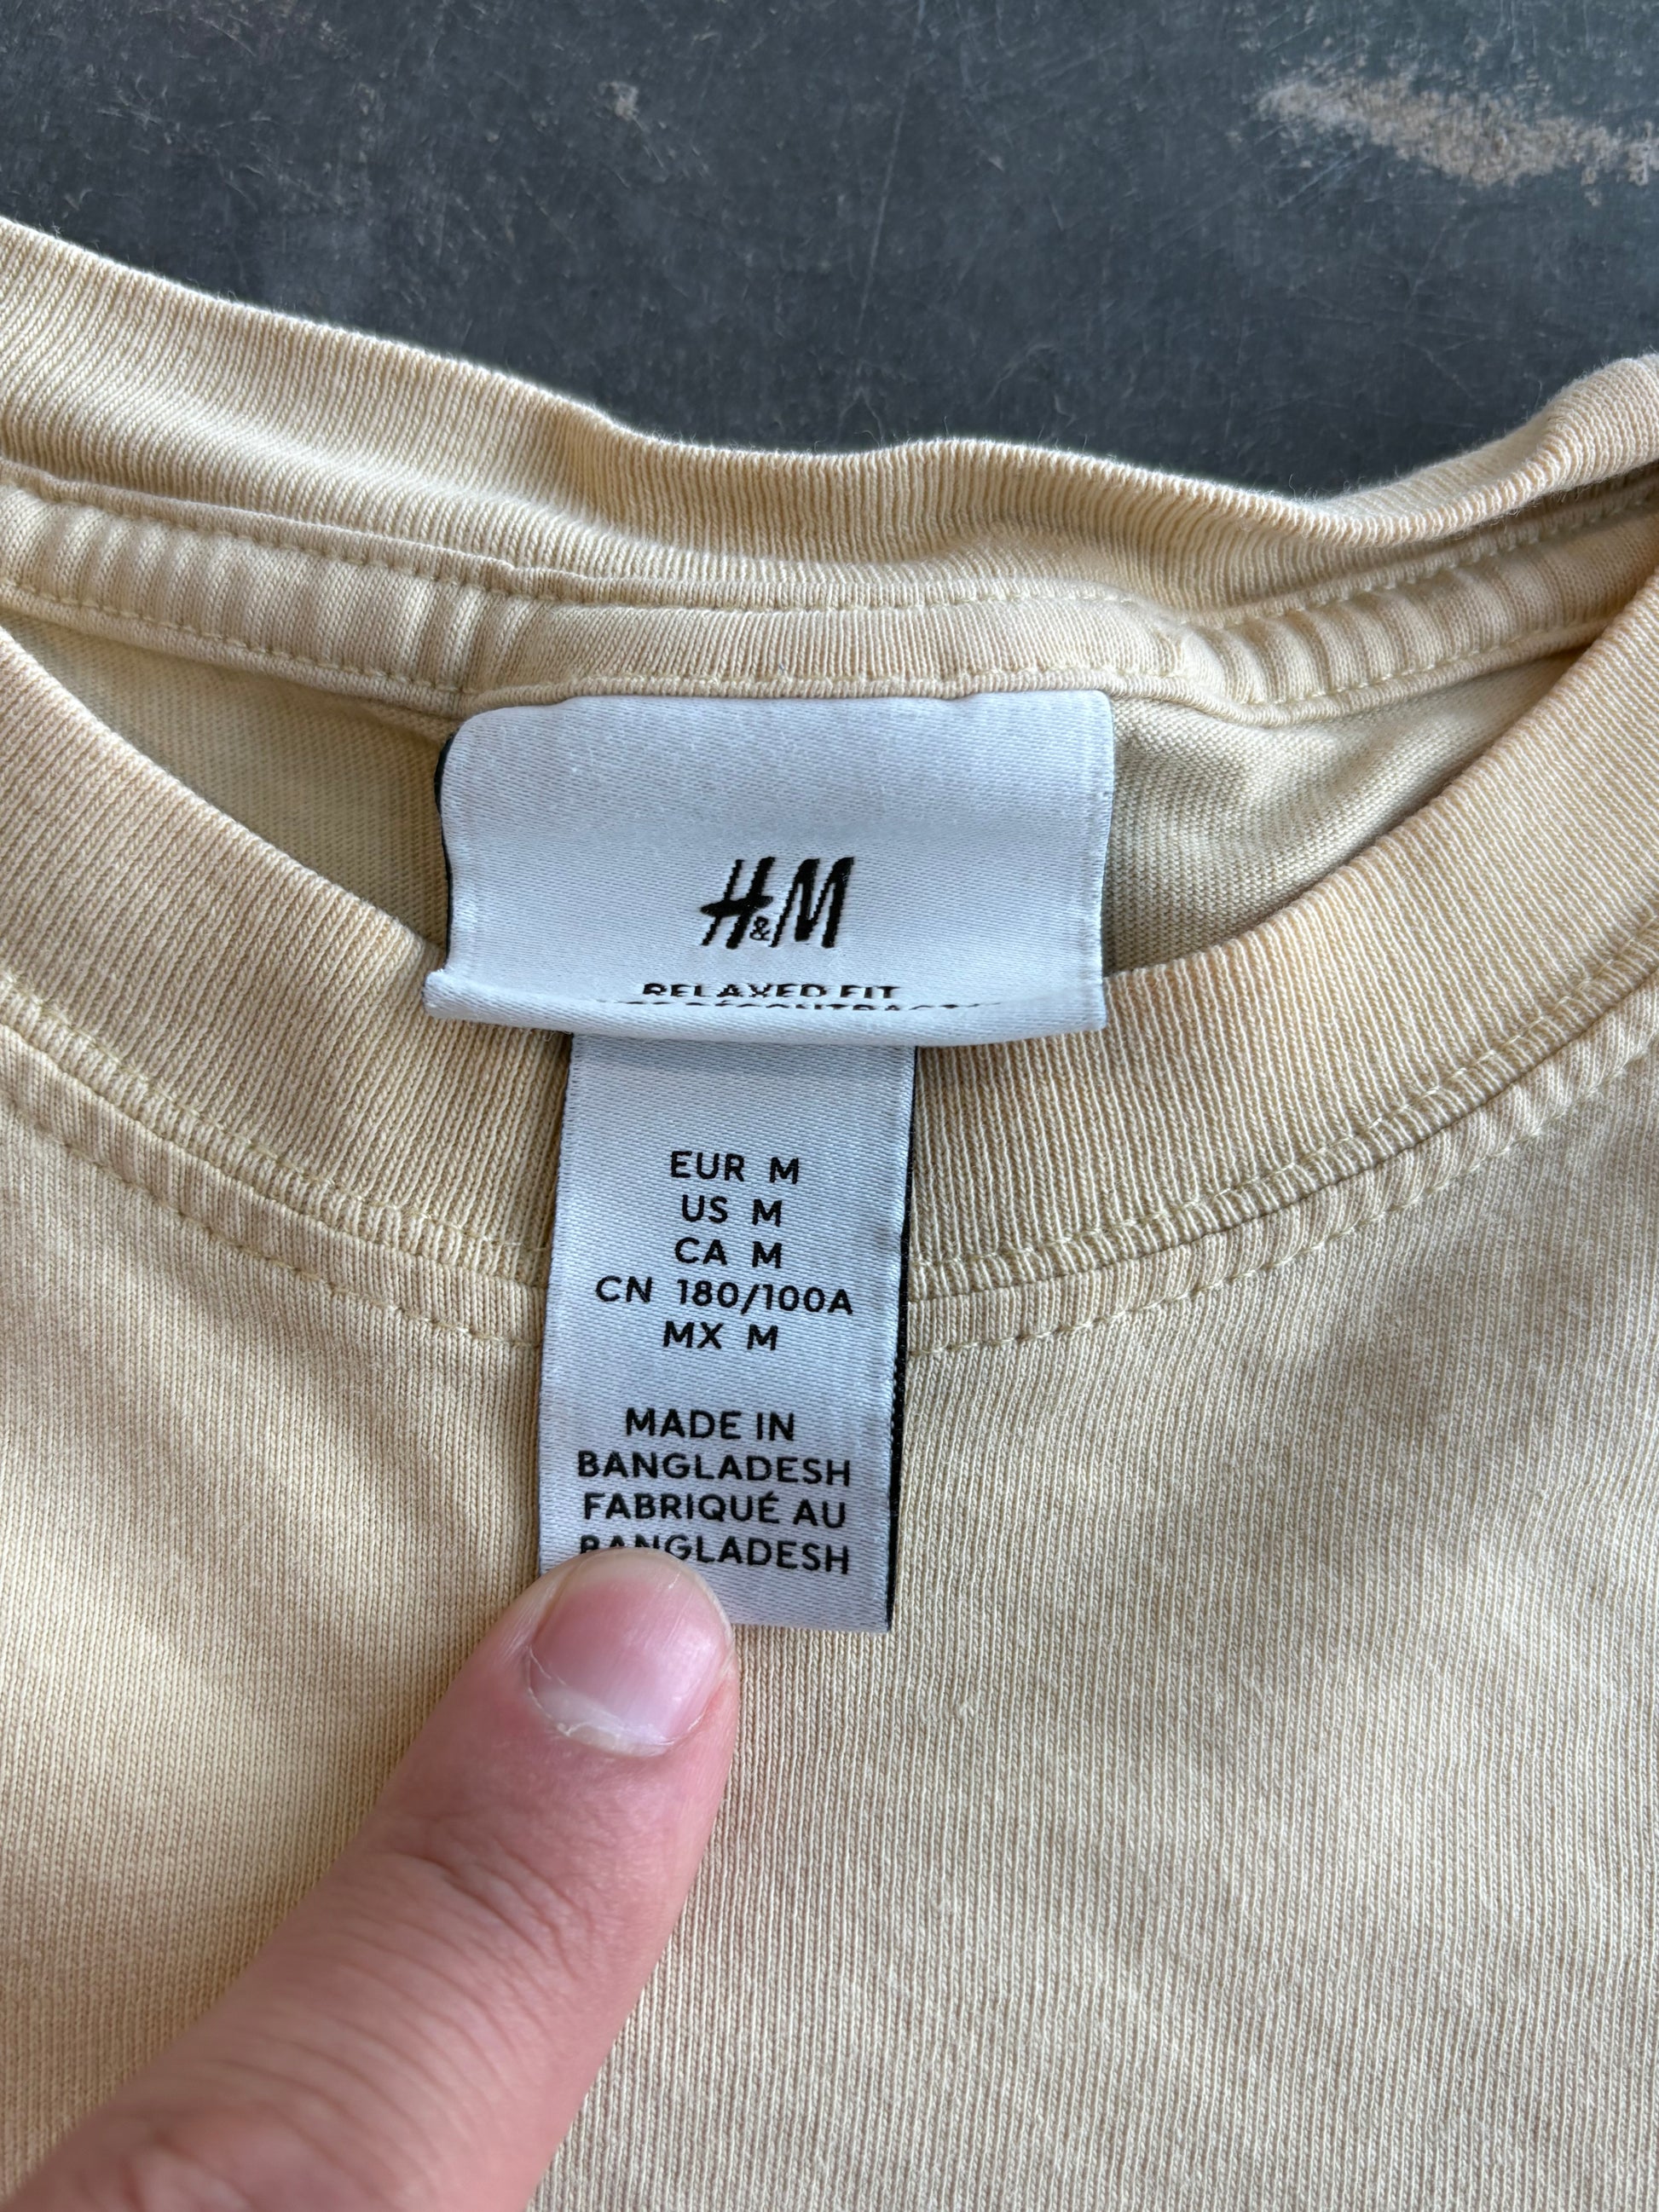 H&M
RELAXED FIT
EUR M
US M
CA M
CN 180/100A
MX M
MADE IN
BANGLADESH
FABRIQUÉ AU
BANGLADESH